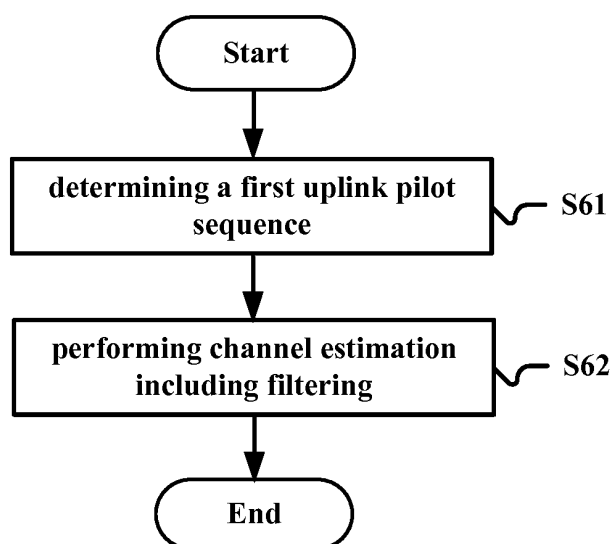 Start
determining a first uplink pilot
sequence
S61
performing channel estimation
including filtering
S62
End